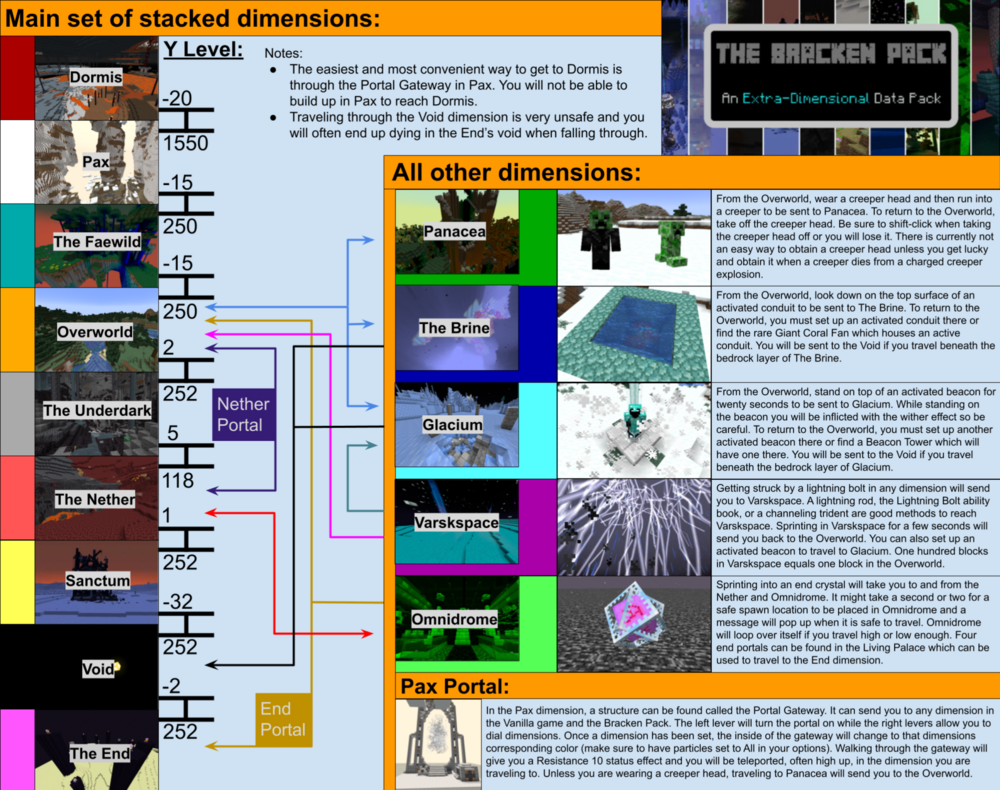 Main set of stacked dimensions:
Y Level:
Dormis
-20
1550
Pax
-15
250
The Faewild
-15
250
Overworld
2
252
The Underdark
5
118
The Nether
1
252
Sanctum
-32
252
Void
-2
252
The End
Notes:
● The easiest and most convenient way to get to Dormis is
through the Portal Gateway in Pax. You will not be able to
build up in Pax to reach Dormis.
● Traveling through the Void dimension is very unsafe and you
will often end up dying in the End's void when falling through.
Nether
Portal
End
Portal
THE BRACKEN PACK
An Extra-Dimensional Data Pack
All other dimensions:
Panacea
From the Overworld, wear a creeper head and then run into
a creeper to be sent to Panacea. To return to the Overworld,
take off the creeper head. Be sure to shift-click when taking
the creeper head off or you will lose it. There is currently not
an easy way to obtain a creeper head unless you get lucky
and obtain it when a creeper dies from a charged creeper
explosion.
The Brine
From the Overworld, look down on the top surface of an
activated conduit to be sent to The Brine. To return to the
Overworld, you must set up an activated conduit there or
find the rare Giant Coral Fan which houses an active
conduit. You will be sent to the Void if you travel beneath the
bedrock layer of The Brine.
Glacium
From the Overworld, stand on top of an activated beacon for
twenty seconds to be sent to Glacium. While standing on
the beacon you will be inflicted with the wither effect so be
careful. To return to the Overworld, you must set up another
activated beacon there or find a Beacon Tower which will
have one there. You will be sent to the Void if you travel
beneath the bedrock layer of Glacium.
Varskspace
Getting struck by a lightning bolt in any dimension will send
you to Varskspace. A lightning rod, the Lightning Bolt ability
book, or a channeling trident are good methods to reach
Varskspace. Sprinting in Varskspace for a few seconds will
send you back to the Overworld. You can also set up an
activated beacon to travel to Glacium. One hundred blocks
in Varskspace equals one block in the Overworld.
Omnidrome
Sprinting into an end crystal will take you to and from the
Nether and Omnidrome. It might take a second or two for a
safe spawn location to be placed in Omnidrome and a
message will pop up when it is safe to travel. Omnidrome
will loop over itself if you travel high or low enough. Four
end portals can be found in the Living Palace which can be
used to travel to the End dimension.
Pax Portal:
In the Pax dimension, a structure can be found called the Portal Gateway. It can send you to any dimension in
the Vanilla game and the Bracken Pack. The left lever will turn the portal on while the right levers allow you to
dial dimensions. Once a dimension has been set, the inside of the gateway will change to that dimensions
corresponding color (make sure to have particles set to All in your options). Walking through the gateway will
give you a Resistance 10 status effect and you will be teleported, often high up, in the dimension you are
traveling to. Unless you are wearing a creeper head, traveling to Panacea will send you to the Overworld.